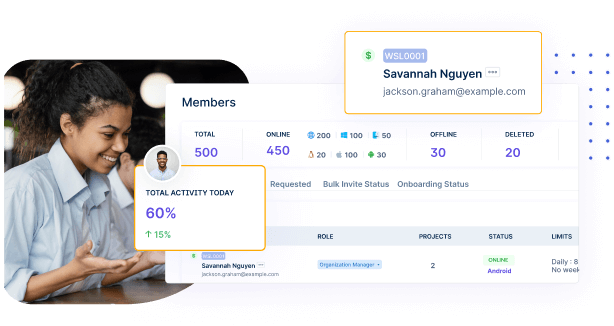 $ WSL0001
Savannah Nguyen
jackson.graham@example.com
Members
TOTAL
500
ONLINE
450
200 100 50
20 100 30
OFFLINE
30
DELETED
20
TOTAL ACTIVITY TODAY
60%
↑ 15%
Requested Bulk Invite Status Onboarding Status
ROLE PROJECTS STATUS LIMITS
$ WSL0001
Savannah Nguyen
jackson.graham@example.com
Organization Manager
2
ONLINE
Android
Daily : 8
No week